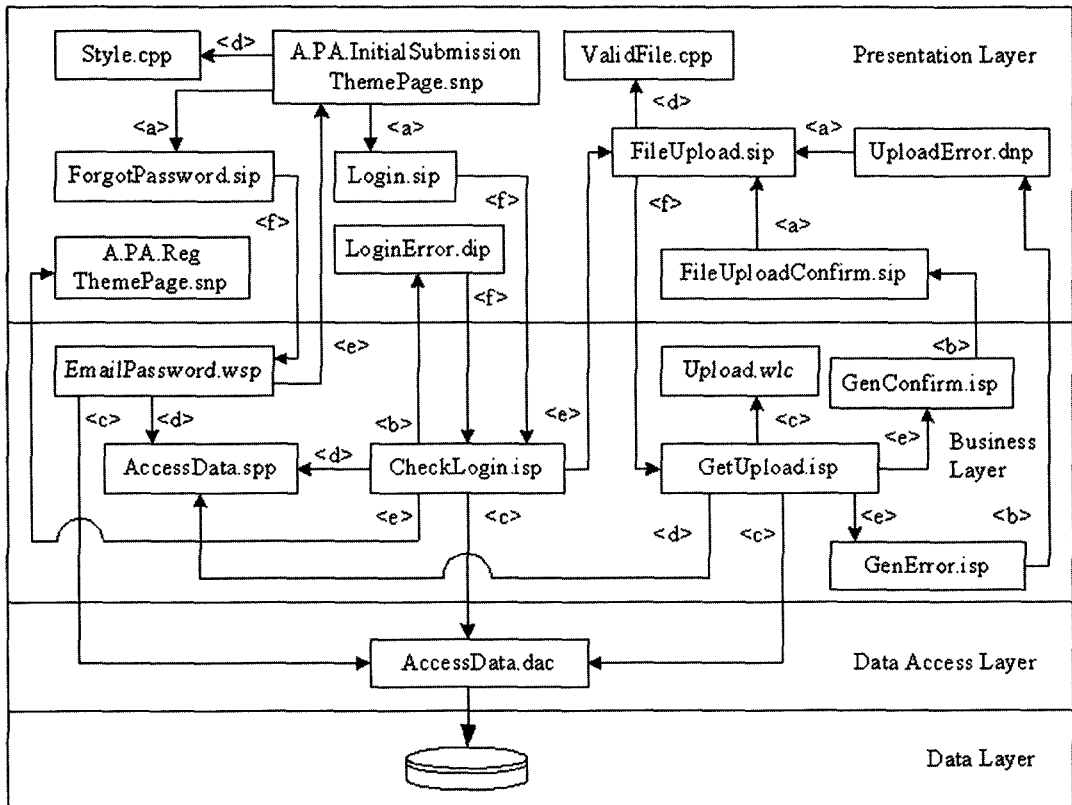 Style.cpp
<d>
A.PA.InitialSubmission
ThemePage.snp
ValidFile.cpp
Presentation Layer
<a>
<a>
<d>
<a>
ForgotPassword.sip
Login.sip
FileUpload.sip
UploadError.dnp
<f>
<f>
<f>
<a>
A.PA.Reg
ThemePage.snp
LoginError.dip
FileUploadConfirm.sip
<f>
<e>
<b>
EmailPassword.wsp
Upload.wlc
GenConfirm.isp
<c>
<d>
<b>
<e>
<c>
<e>
Business
Layer
AccessData.spp
<d>
CheckLogin.isp
GetUpload.isp
<e>
<c>
<d>
<c>
<e>
<b>
GenError.isp
AccessData.dac
Data Access Layer
Data Layer